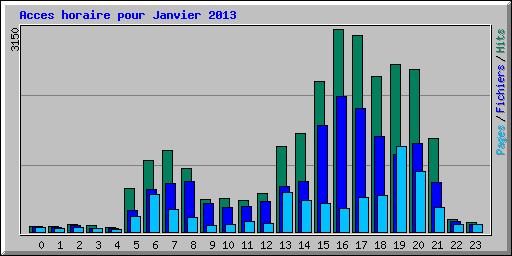 Acces horaire pour Janvier 2013
3150
Pages / Fichiers / Hits
0 1 2 3 4 5 6 7 8 9 10 11 12 13 14 15 16 17 18 19 20 21 22 23